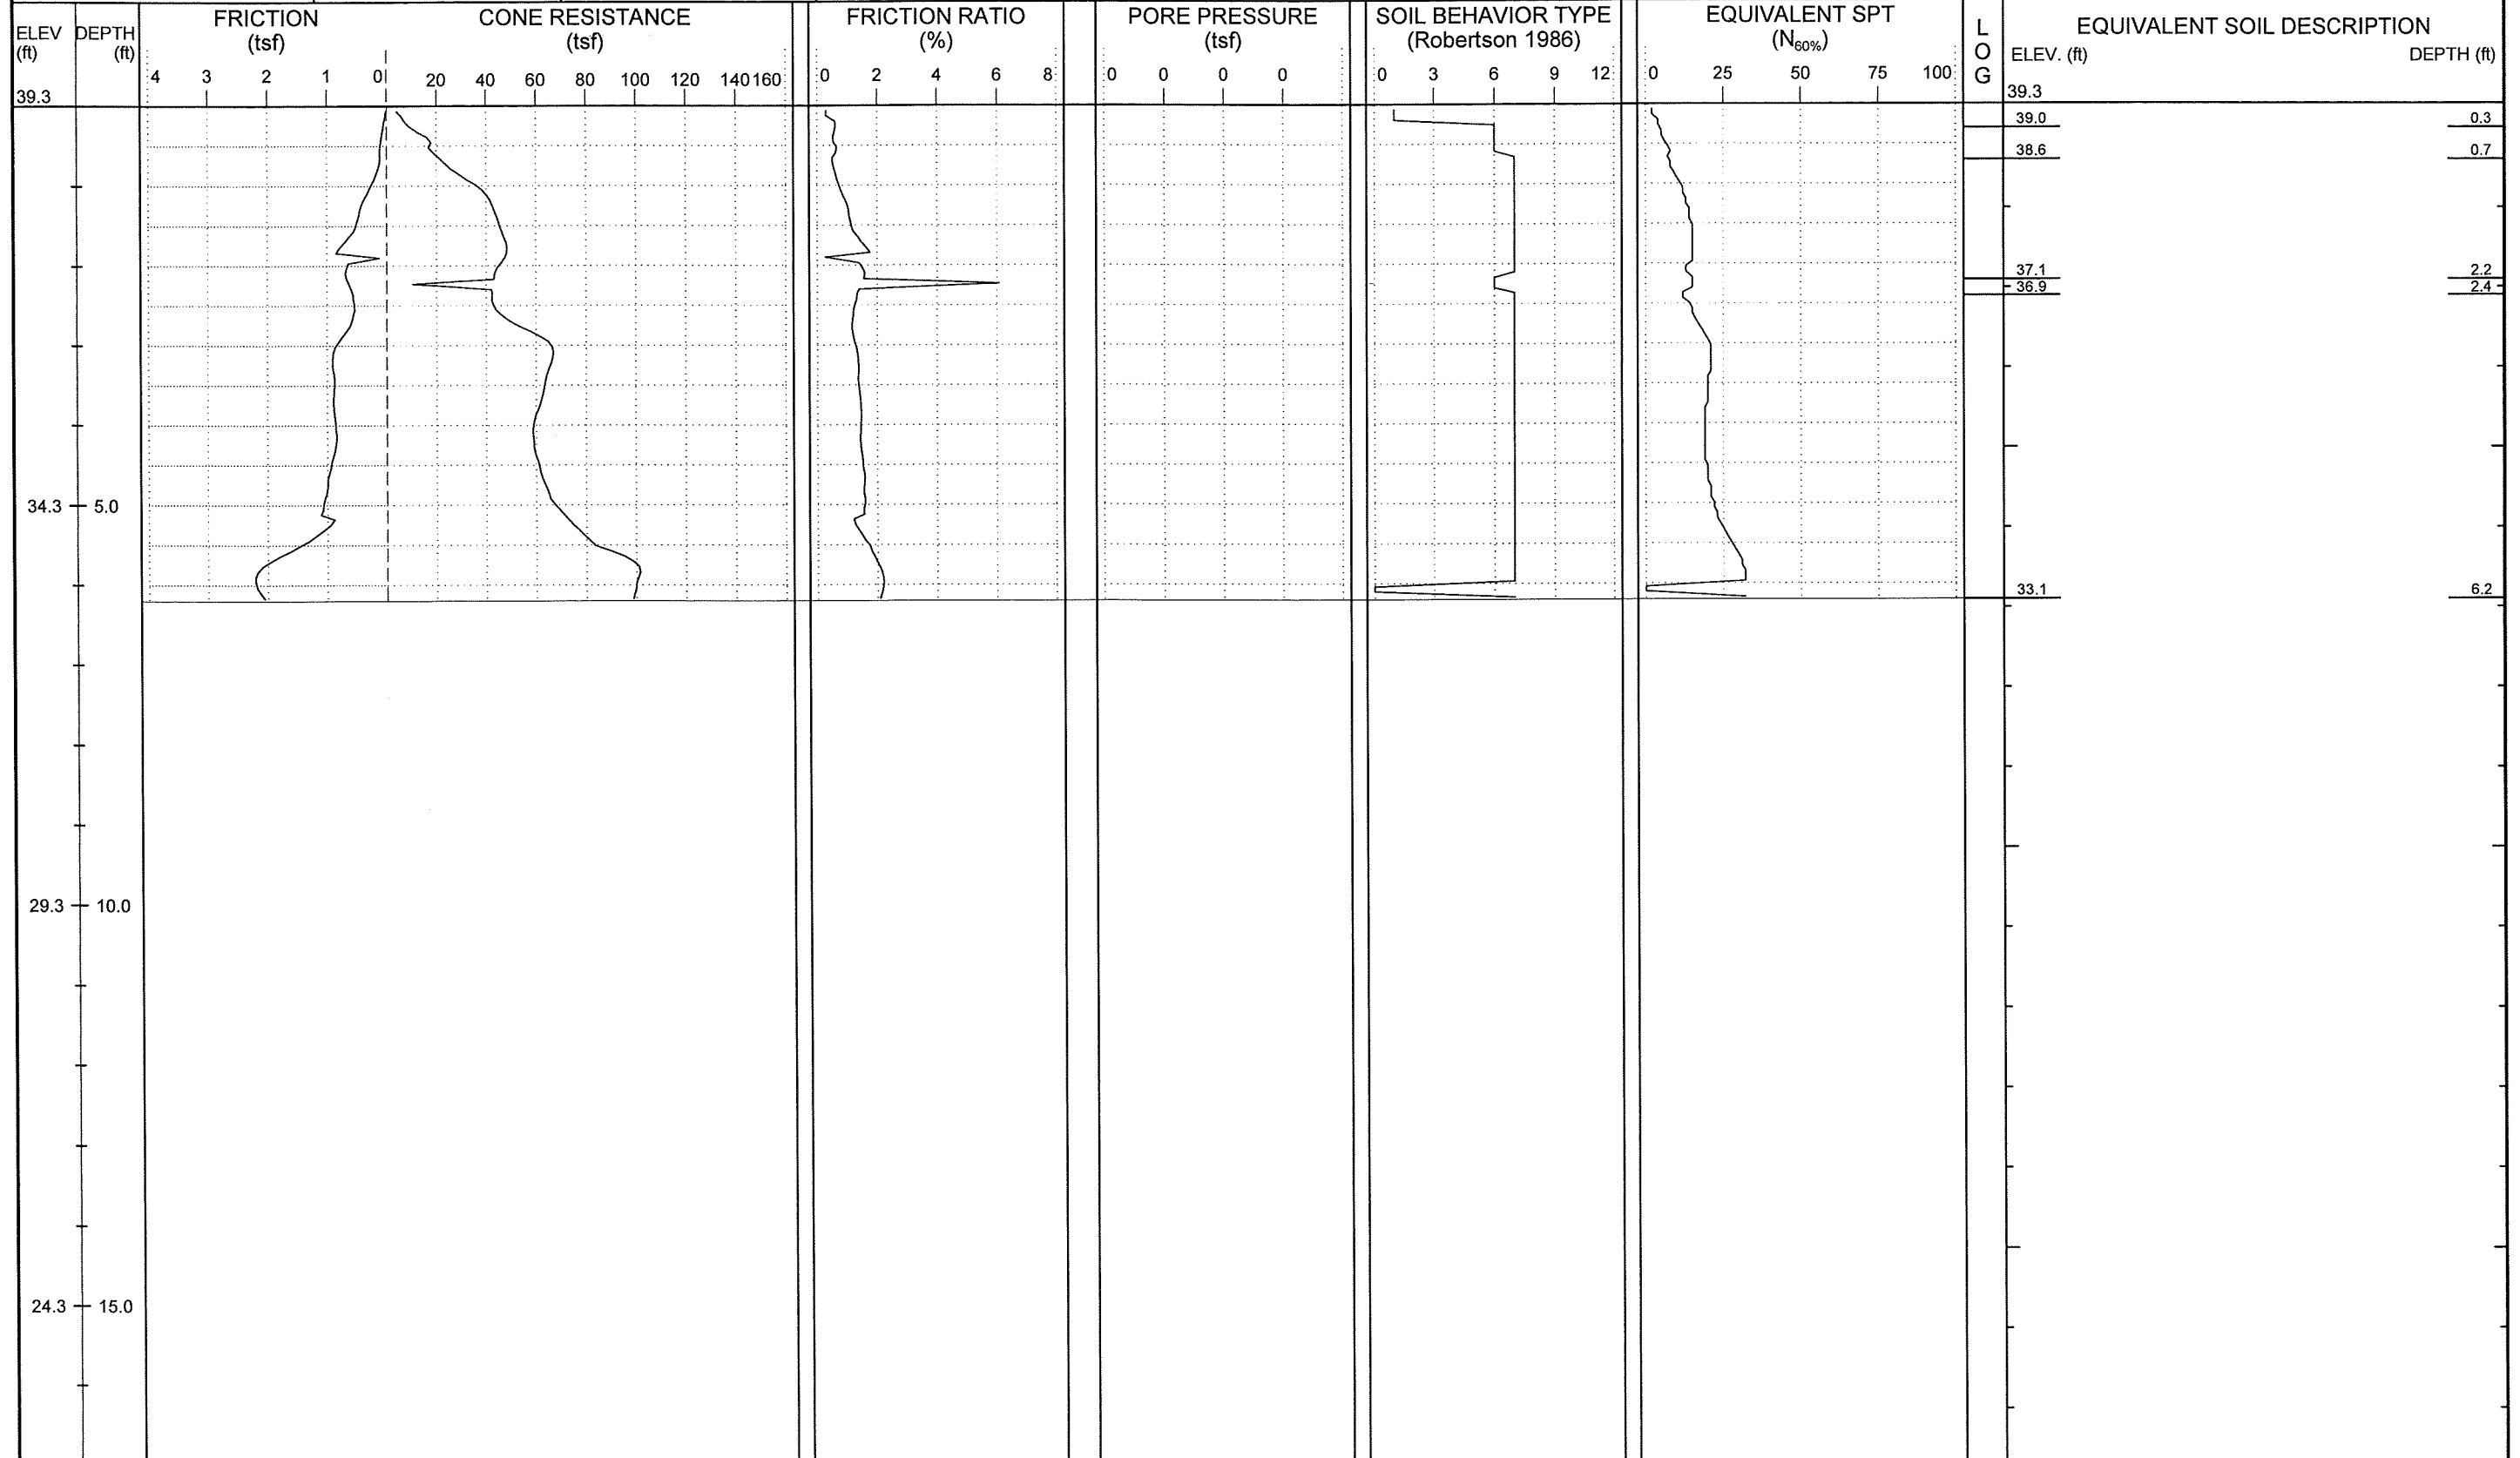 FRICTION CONE RESISTANCE FRICTION RATIO PORE PRESSURE SOIL BEHAVIOR TYPE EQUIVALENT SPT L EQUIVALENT SOIL DESCRIPTION
ELEV DEPTH (tsf) (tsf) (%) (tsf) (Robertson 1986) (N60%) O
(ft) (ft) G ELEV. (ft) DEPTH (ft)
4 3 2 1 0 20 40 60 80 100 120 140 160 0 2 4 6 8 0 0 0 0 0 3 6 9 12 0 25 50 75 100
39.3 39.3
39.0 0.3
38.6 0.7
37.1 2.2
36.9 2.4
34.3 5.0
33.1 6.2
29.3 10.0
24.3 15.0